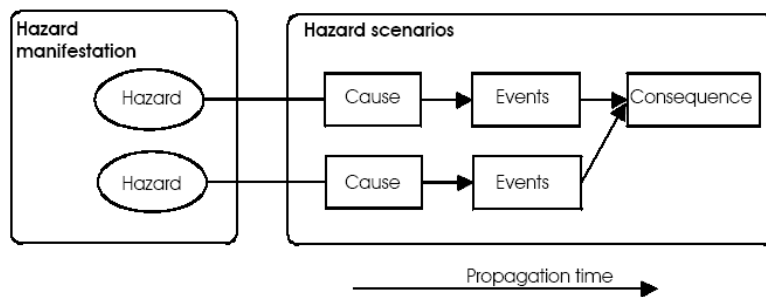 Hazard
manifestation
Hazard scenarios
Hazard
Cause
Events
Consequence
Hazard
Cause
Events
Propagation time